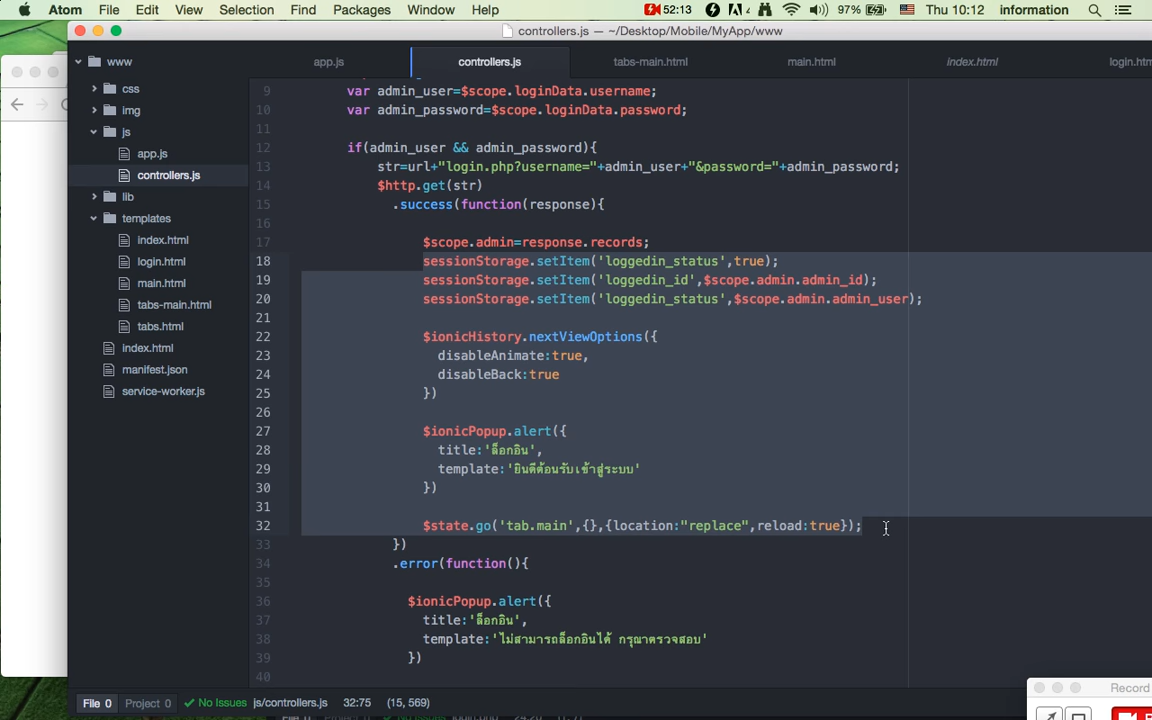 Atom File Edit View Selection Find Packages Window Help 52:13 4 97% Thu 10:12 information
controllers.js — ~/Desktop/Mobile/MyApp/www
www
css
img
js
app.js
controllers.js
lib
templates
index.html
login.html
main.html
tabs-main.html
tabs.html
index.html
manifest.json
service-worker.js
app.js controllers.js tabs-main.html main.html index.html login.htm
9 var admin_user=$scope.loginData.username;
10 var admin_password=$scope.loginData.password;
11
12 if(admin_user && admin_password){
13 str=url+"login.php?username="+admin_user+"&password="+admin_password;
14 $http.get(str)
15 .success(function(response){
16
17 $scope.admin=response.records;
18 sessionStorage.setItem('loggedin_status',true);
19 sessionStorage.setItem('loggedin_id',$scope.admin.admin_id);
20 sessionStorage.setItem('loggedin_status',$scope.admin.admin_user);
21
22 $ionicHistory.nextViewOptions({
23 disableAnimate:true,
24 disableBack:true
25 })
26
27 $ionicPopup.alert({
28 title:'ล็อกอิน',
29 template:'ยินดีต้อนรับเข้าสู่ระบบ'
30 })
31
32 $state.go('tab.main',{},{location:"replace",reload:true});
33 })
34 .error(function(){
35
36 $ionicPopup.alert({
37 title:'ล็อกอิน',
38 template:'ไม่สามารถล็อกอินได้ กรุณาตรวจสอบ'
39 })
40
File 0 Project 0 No Issues js/controllers.js 32:75 (15, 569)
Record